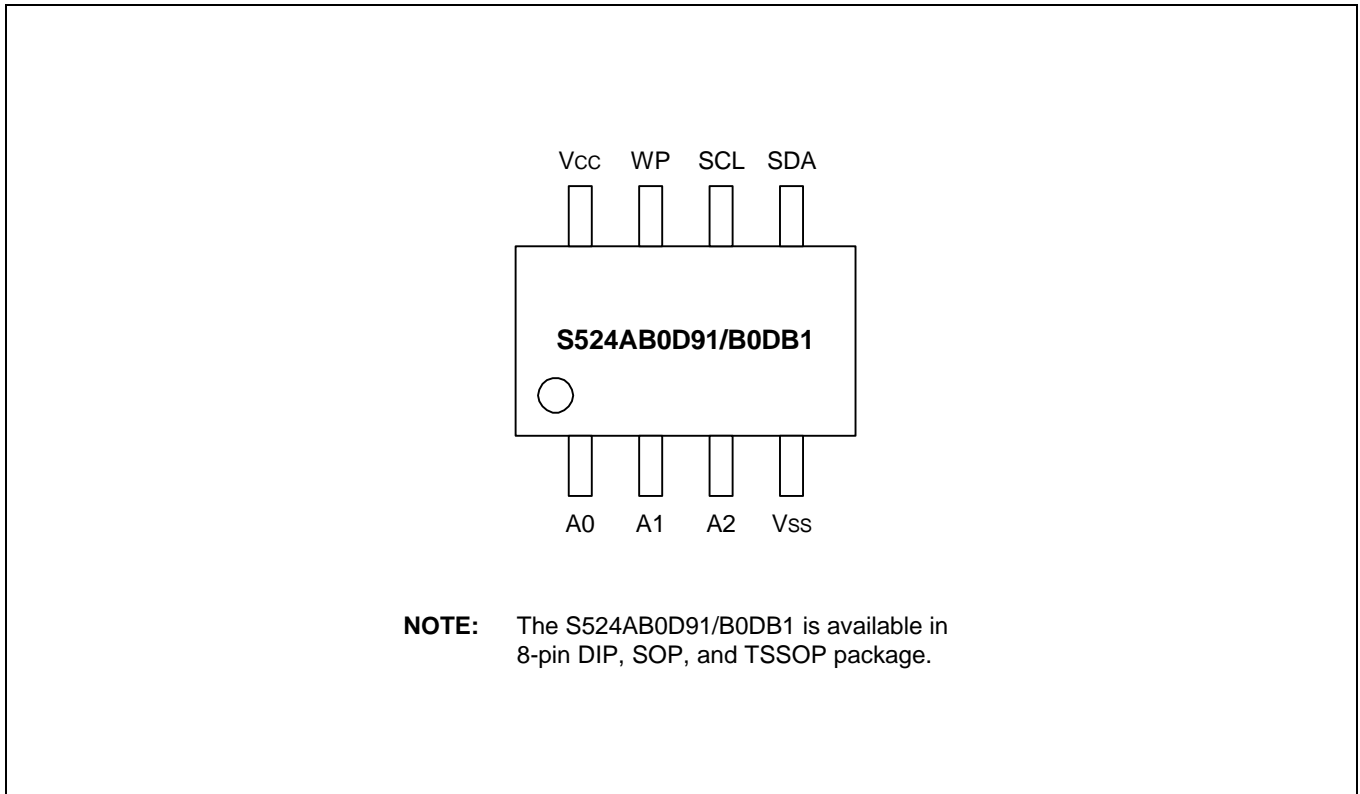 Vcc WP SCL SDA
S524AB0D91/B0DB1
A0 A1 A2 Vss
NOTE: The S524AB0D91/B0DB1 is available in
8-pin DIP, SOP, and TSSOP package.